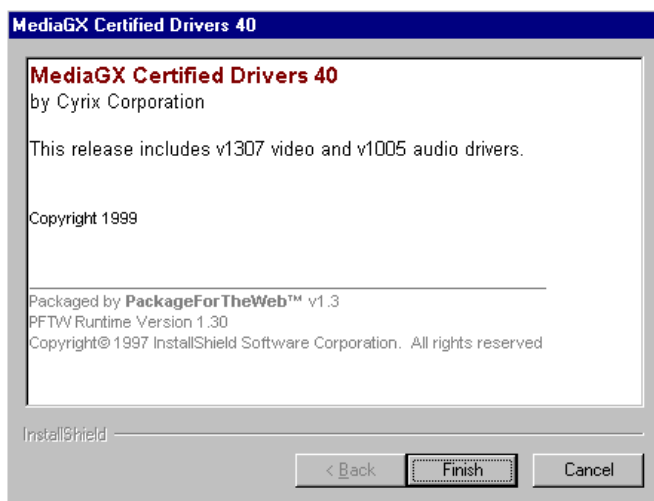 MediaGX Certified Drivers 40
MediaGX Certified Drivers 40
by Cyrix Corporation
This release includes v1307 video and v1005 audio drivers.
Copyright 1999
Packaged by PackageForTheWeb™ v1.3
PFTW Runtime Version 1.30
Copyright© 1997 InstallShield Software Corporation. All rights reserved
InstallShield
< Back Finish Cancel